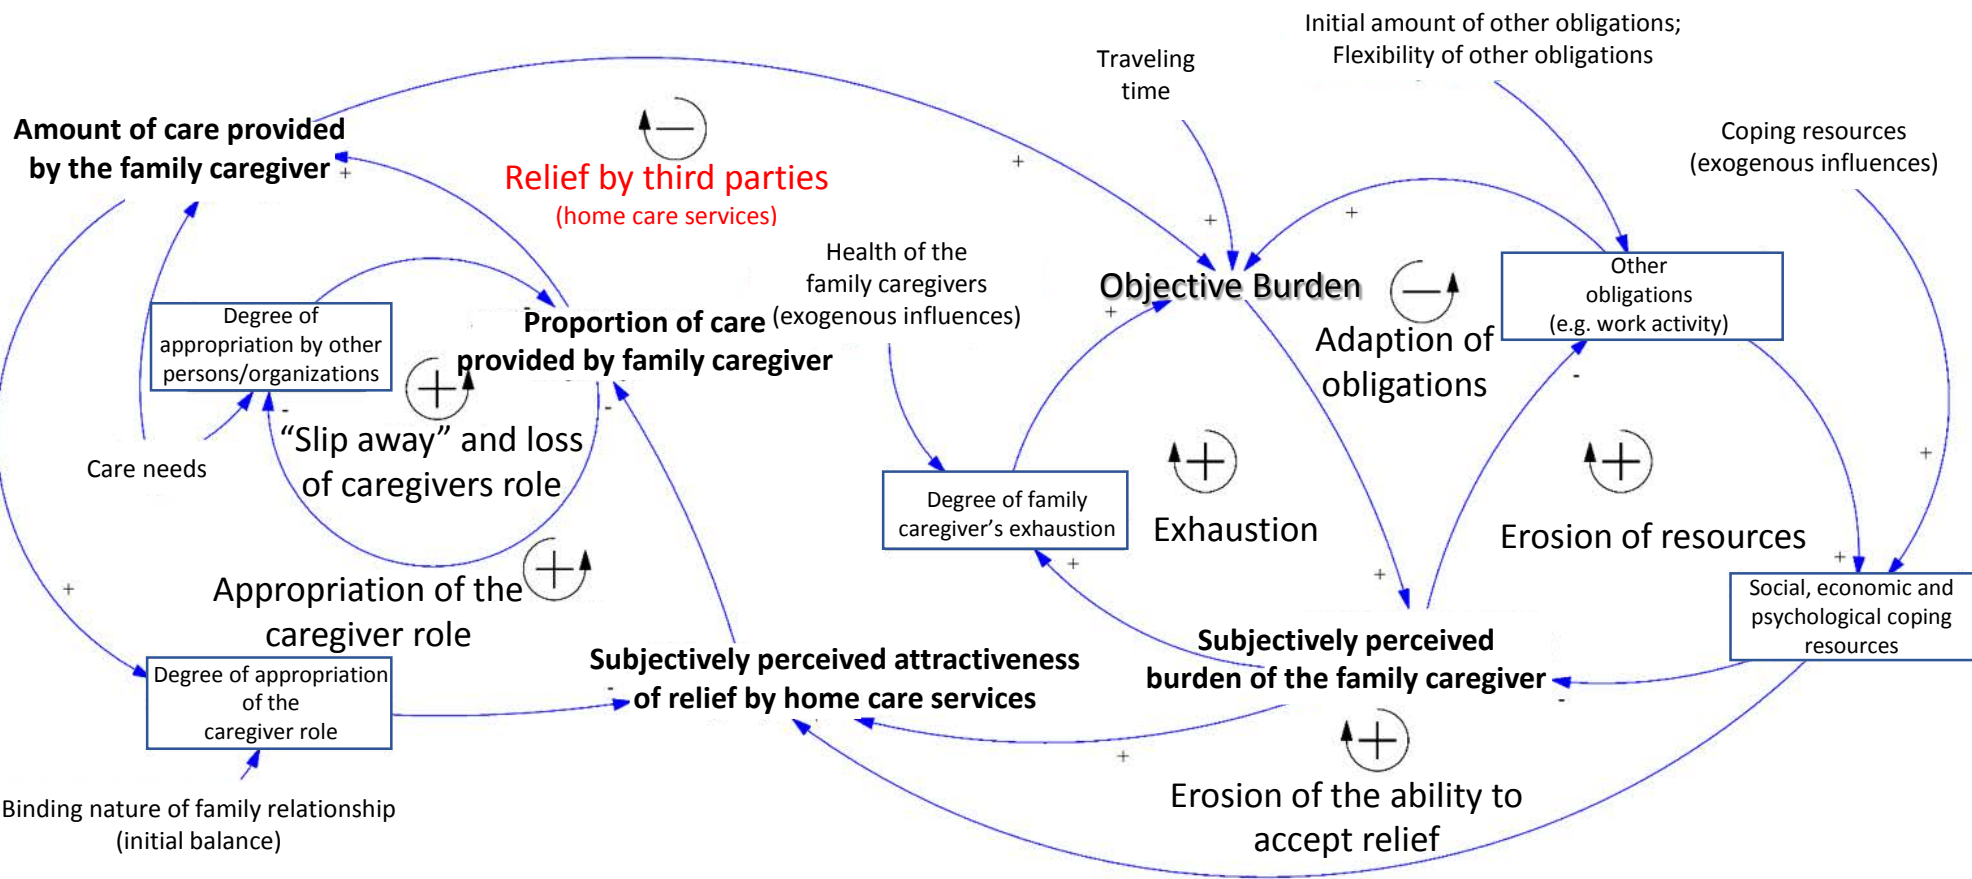 Initial amount of other obligations;
Flexibility of other obligations
Traveling
time
Amount of care provided
by the family caregiver
+
Relief by third parties
(home care services)
+
Coping resources
(exogenous influences)
+
+
Health of the
family caregivers
(exogenous influences)
Objective Burden
Other
obligations
(e.g. work activity)
+
-
Degree of
appropriation by other
persons/organizations
Proportion of care
provided by family caregiver
Adaption of
obligations
-
-
-
"Slip away" and loss
of caregivers role
Care needs
+
Degree of family
caregiver's exhaustion
Exhaustion
Erosion of resources
+
+
+
+
Appropriation of the
caregiver role
Social, economic and
psychological coping
resources
Subjectively perceived attractiveness
of relief by home care services
-
Subjectively perceived
burden of the family caregiver
-
Degree of appropriation
of the
caregiver role
+
Erosion of the ability to
accept relief
Binding nature of family relationship
(initial balance)